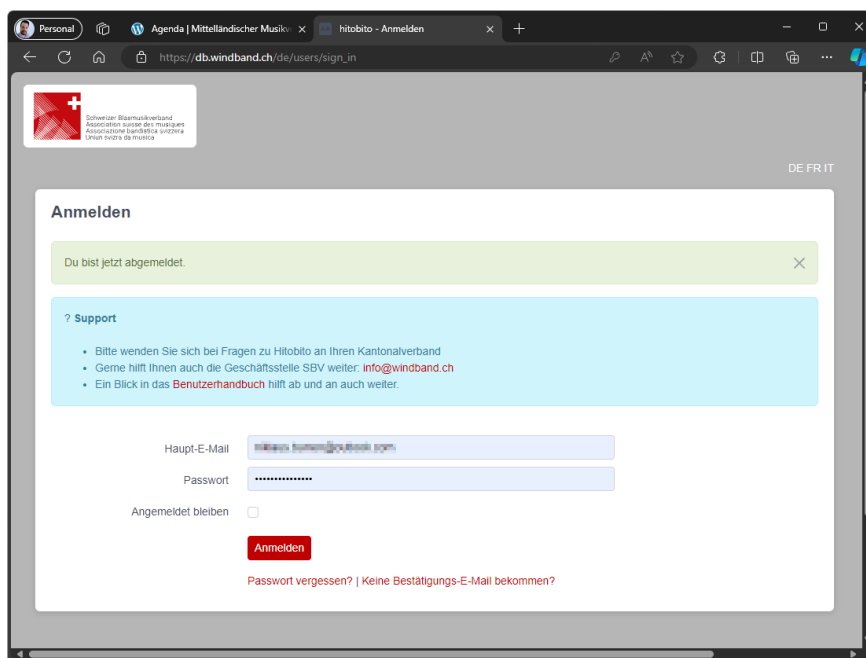 Personal
Agenda | Mittelländischer Musikv
hitobito - Anmelden
https://db.windband.ch/de/users/sign_in
Schweizer Blasmusikverband
Association suisse des musiques
Associazione bandistica svizzera
Uniun svizra da musica
DE FR IT
Anmelden
Du bist jetzt abgemeldet.
? Support
• Bitte wenden Sie sich bei Fragen zu Hitobito an Ihren Kantonalverband
• Gerne hilft Ihnen auch die Geschäftsstelle SBV weiter: info@windband.ch
• Ein Blick in das Benutzerhandbuch hilft ab und an auch weiter.
Haupt-E-Mail
Passwort •••••••••••••••
Angemeldet bleiben
Anmelden
Passwort vergessen? | Keine Bestätigungs-E-Mail bekommen?